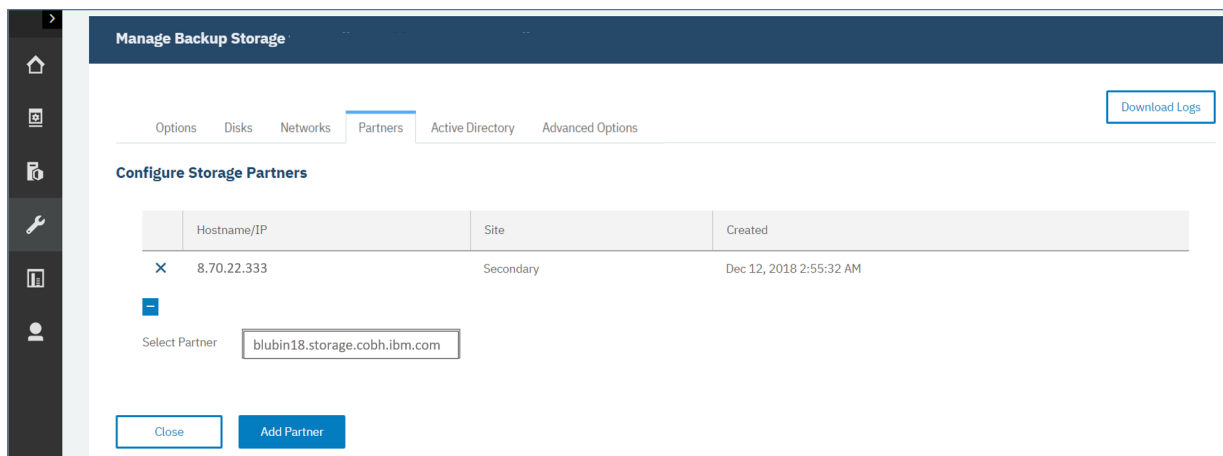 Manage Backup Storage
Download Logs
Options Disks Networks Partners Active Directory Advanced Options
Configure Storage Partners
Hostname/IP Site Created
8.70.22.333 Secondary Dec 12, 2018 2:55:32 AM
Select Partner blubin18.storage.cobh.ibm.com
Close Add Partner